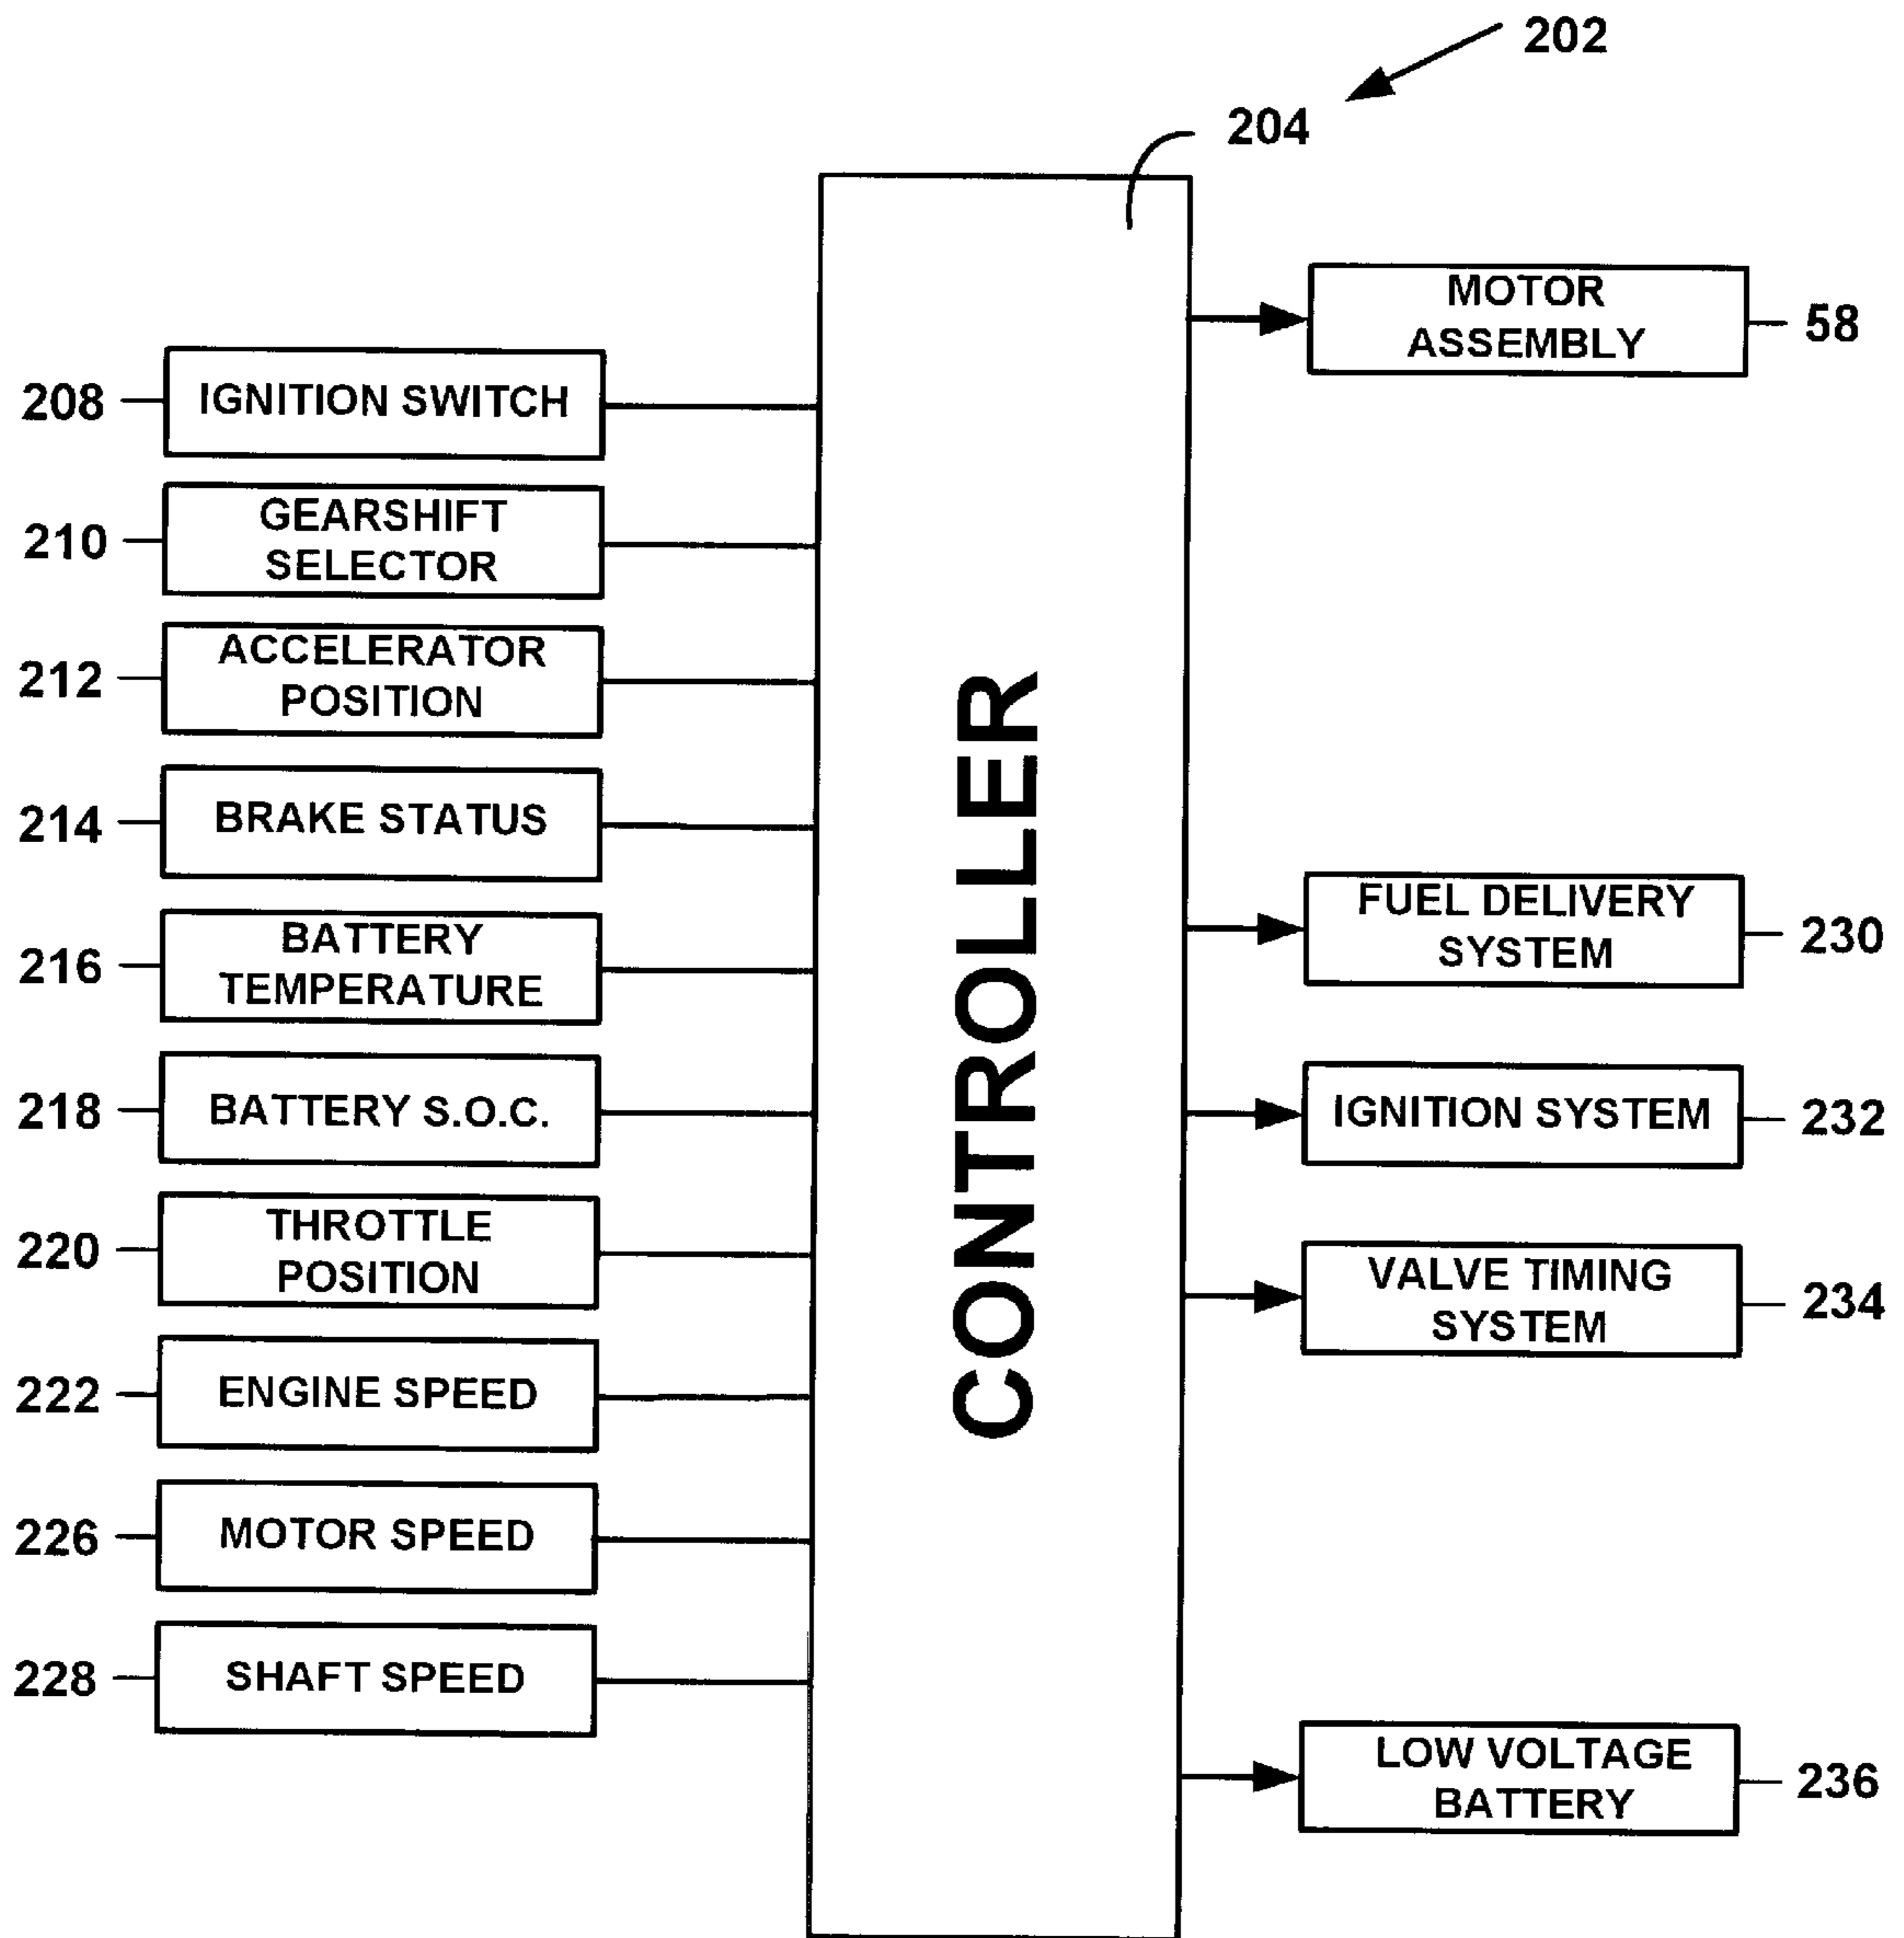 202
204
MOTOR
ASSEMBLY
58
208
IGNITION SWITCH
210
GEARSHIFT
SELECTOR
212
ACCELERATOR
POSITION
214
BRAKE STATUS
216
BATTERY
TEMPERATURE
218
BATTERY S.O.C.
220
THROTTLE
POSITION
222
ENGINE SPEED
226
MOTOR SPEED
228
SHAFT SPEED
CONTROLLER
FUEL DELIVERY
SYSTEM
230
IGNITION SYSTEM
232
VALVE TIMING
SYSTEM
234
LOW VOLTAGE
BATTERY
236